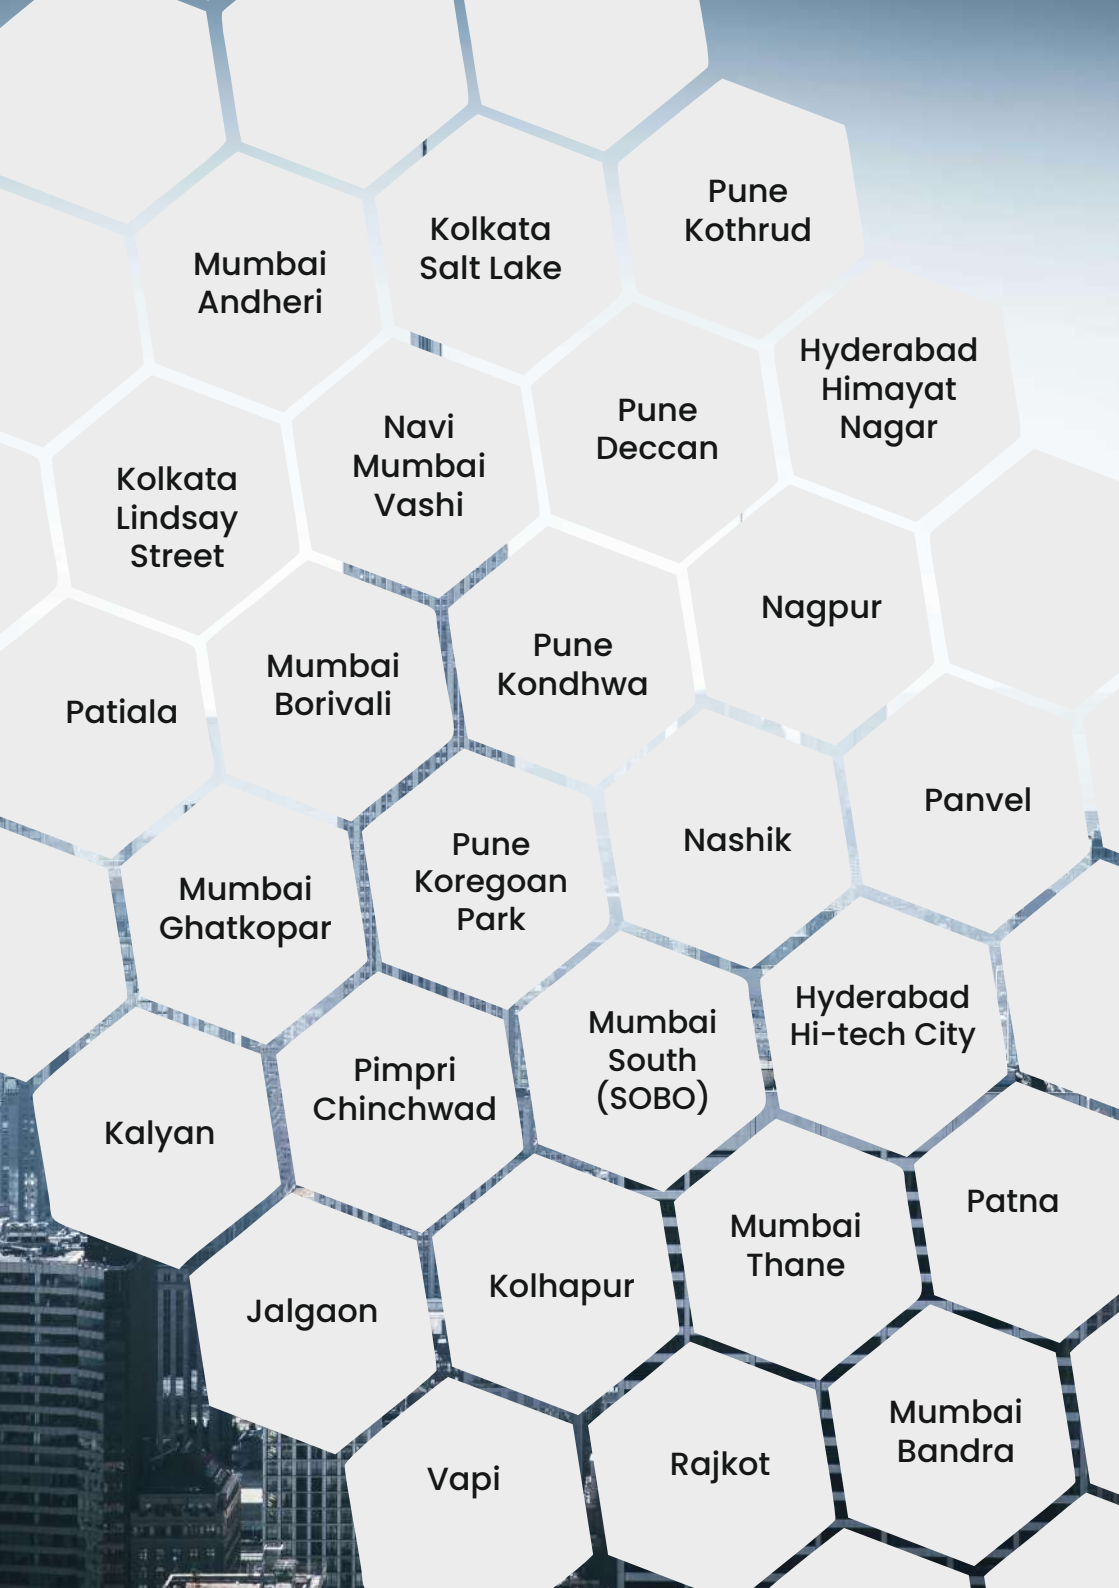 Pune
Kothrud
Kolkata
Salt Lake
Mumbai
Andheri
Hyderabad
Himayat
Nagar
Pune
Deccan
Navi
Mumbai
Vashi
Kolkata
Lindsay
Street
Nagpur
Pune
Kondhwa
Mumbai
Borivali
Patiala
Panvel
Nashik
Pune
Koregoan
Park
Mumbai
Ghatkopar
Hyderabad
Hi-tech City
Mumbai
South
(SOBO)
Pimpri
Chinchwad
Kalyan
Patna
Mumbai
Thane
Kolhapur
Jalgaon
Mumbai
Bandra
Rajkot
Vapi